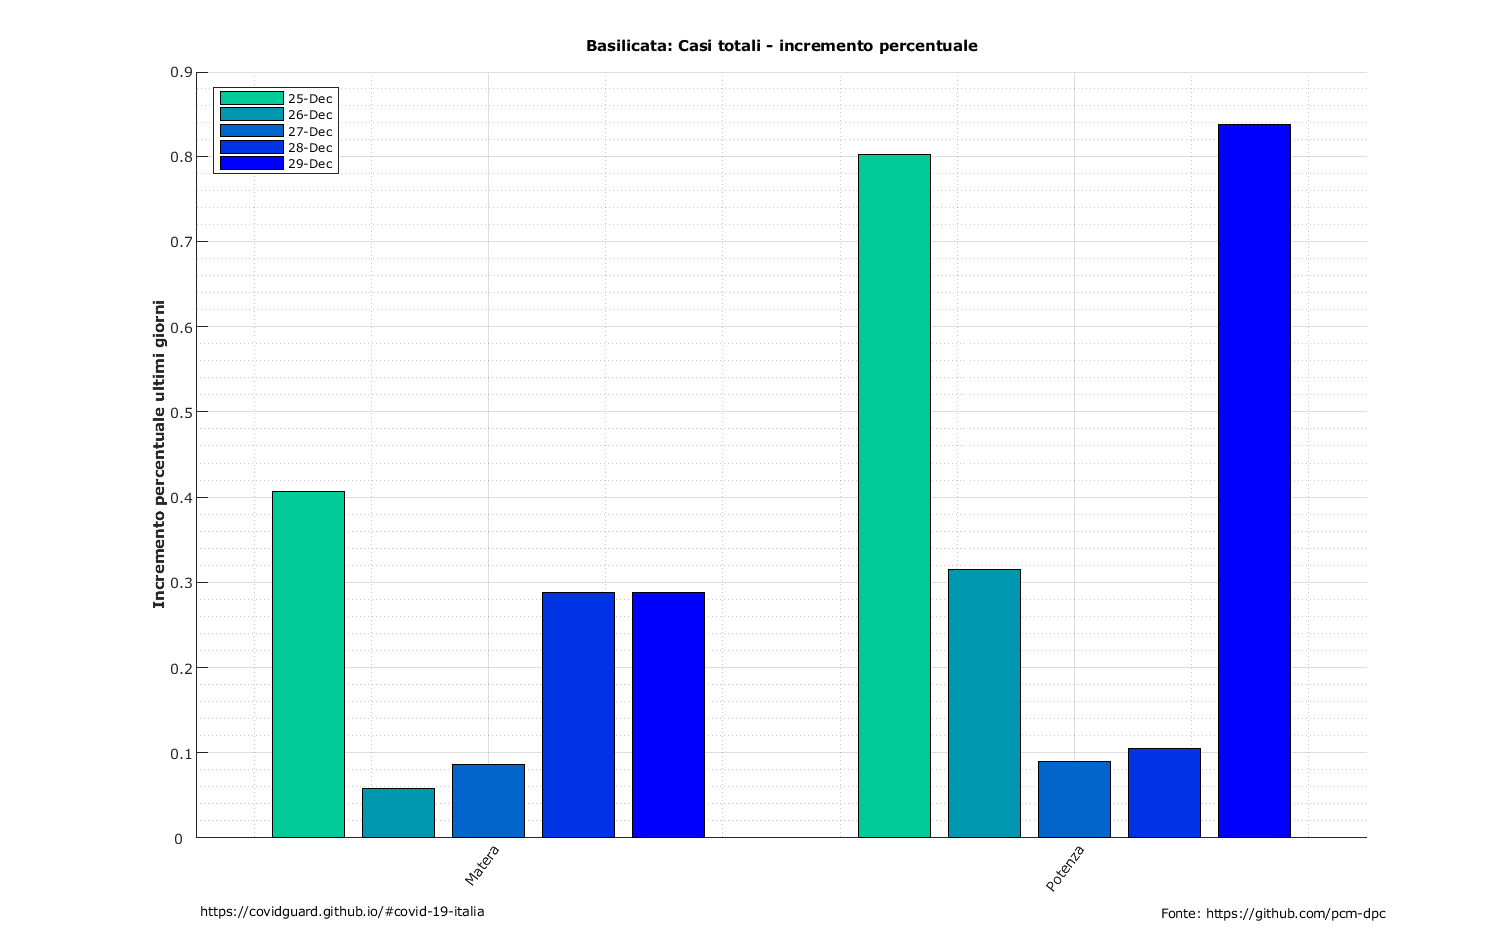 Basilicata: Casi totali - incremento percentuale
0.9
0.8
0.7
0.6
0.5
0.4
0.3
0.2
0.1
0
Incremento percentuale ultimi giorni
25-Dec
26-Dec
27-Dec
28-Dec
29-Dec
Matera
Potenza
https://covidguard.github.io/#covid-19-italia
Fonte: https://github.com/pcm-dpc